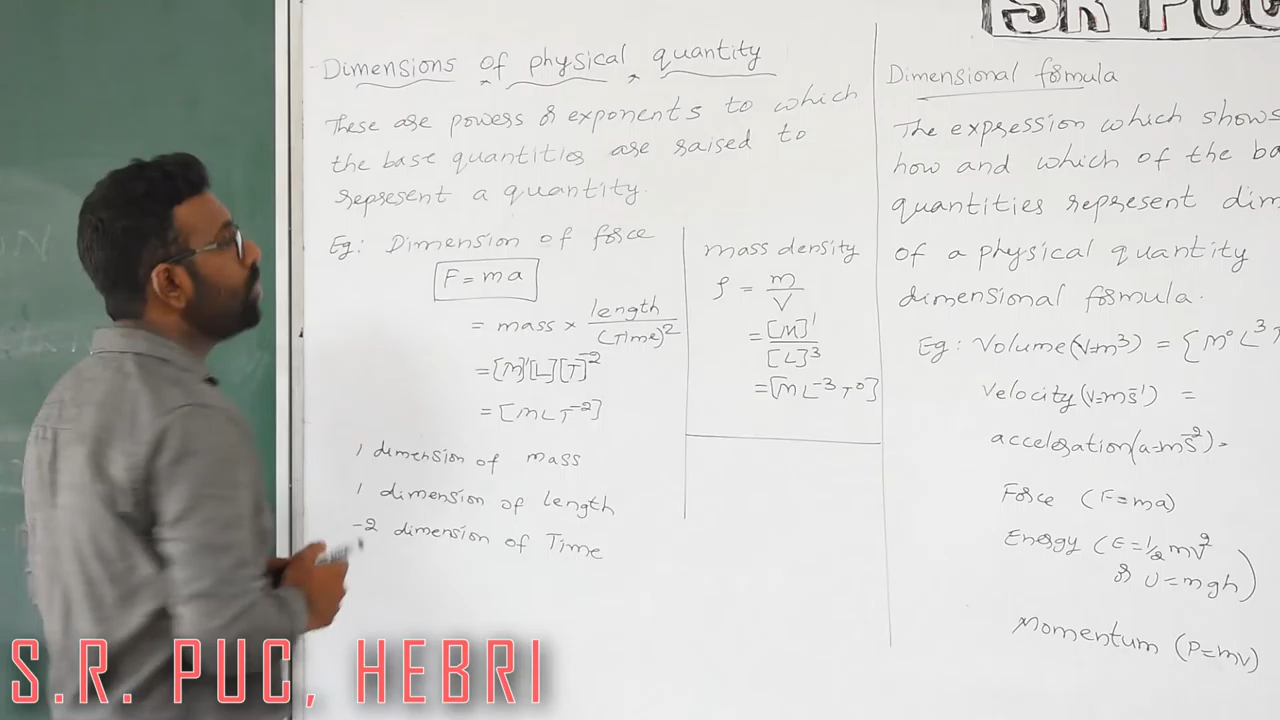 SR PUC
Dimensions of physical quantity
These are powers or exponents to which
the base quantities are raised to
represent a quantity.
Eg: Dimension of force
F = ma
= mass × length/(Time)²
= [M]¹[L][T]⁻²
= [MLT⁻²]
1 dimension of mass
1 dimension of length
-2 dimension of Time
mass density
ρ = m/V
= [M]¹/[L]³
= [ML⁻³T⁰]
Dimensional formula
The expression which shows
how and which of the ba
quantities represent dim
of a physical quantity
dimensional formula.
Eg: Volume (V=m³) = [M⁰L³T
Velocity (V=ms⁻¹) =
acceleration (a=ms⁻²) =
Force (F=ma)
Energy (E=½mv²
or U=mgh)
Momentum (P=mv)
S.R. PUC, HEBRI